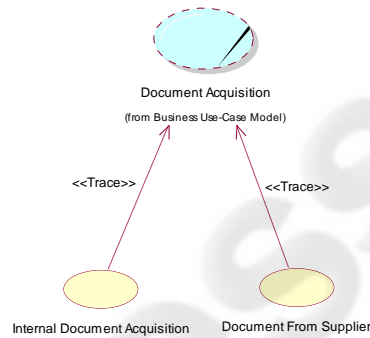 Document Acquisition
(from Business Use-Case Model)
<<Trace>> <<Trace>>
Internal Document Acquisition Document From Supplier